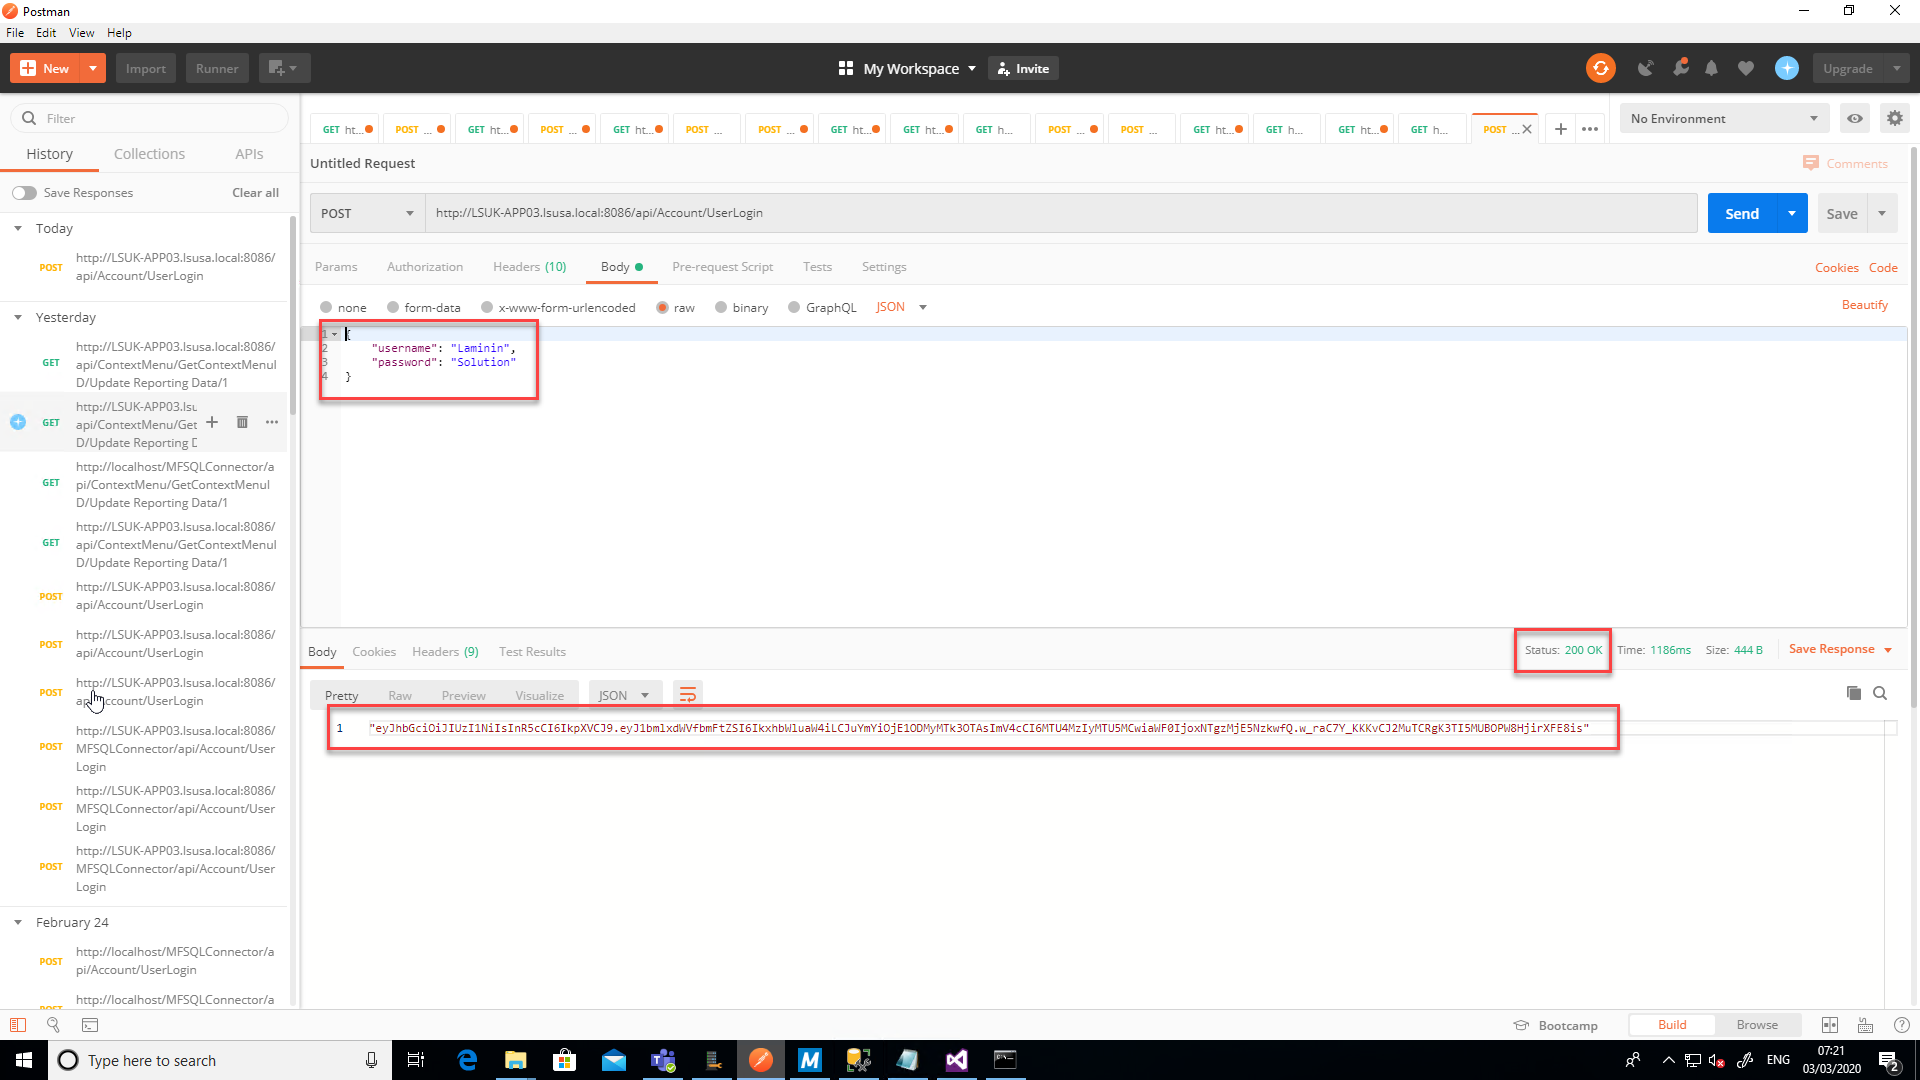 Postman
File Edit View Help
New Import Runner My Workspace Invite Upgrade
Filter
History Collections APIs
Save Responses Clear all
Today
POST http://LSUK-APP03.lsusa.local:8086/
api/Account/UserLogin
Yesterday
GET http://LSUK-APP03.lsusa.local:8086/
api/ContextMenu/GetContextMenuI
D/Update Reporting Data/1
GET http://LSUK-APP03.lsu
api/ContextMenu/Get
D/Update Reporting D
GET http://localhost/MFSQLConnector/a
pi/ContextMenu/GetContextMenuI
D/Update Reporting Data/1
GET http://LSUK-APP03.lsusa.local:8086/
api/ContextMenu/GetContextMenuI
D/Update Reporting Data/1
POST http://LSUK-APP03.lsusa.local:8086/
api/Account/UserLogin
POST http://LSUK-APP03.lsusa.local:8086/
api/Account/UserLogin
POST http://LSUK-APP03.lsusa.local:8086/
api/Account/UserLogin
POST http://LSUK-APP03.lsusa.local:8086/
MFSQLConnector/api/Account/User
Login
POST http://LSUK-APP03.lsusa.local:8086/
MFSQLConnector/api/Account/User
Login
POST http://LSUK-APP03.lsusa.local:8086/
MFSQLConnector/api/Account/User
Login
February 24
POST http://localhost/MFSQLConnector/a
pi/Account/UserLogin
POST http://localhost/MFSQLConnector/a
GET ht... POST ... GET ht... POST ... GET ht... POST ... POST ... GET ht... GET ht... GET h... POST ... POST ... GET ht... GET h... GET ht... GET h... POST ... No Environment
Untitled Request Comments
POST http://LSUK-APP03.lsusa.local:8086/api/Account/UserLogin Send Save
Params Authorization Headers (10) Body Pre-request Script Tests Settings Cookies Code
none form-data x-www-form-urlencoded raw binary GraphQL JSON Beautify
1 {
2 "username": "Laminin",
3 "password": "Solution"
4 }
Body Cookies Headers (9) Test Results Status: 200 OK Time: 1186ms Size: 444 B Save Response
Pretty Raw Preview Visualize JSON
1 "eyJhbGciOiJIUzI1NiIsInR5cCI6IkpXVCJ9.eyJ1bmlxdWVfbmFtZSI6IkxhbWluaW4iLCJuYmYiOjE1ODMyMTk3OTAsImV4cCI6MTU4MzIyMTU5MCwiaWF0IjoxNTgzMjE5NzkwfQ.w_raC7Y_KKKvCJ2MuTCRgK3TI5MUBOPW8HjirXFE8is"
Bootcamp Build Browse
Type here to search ENG 07:21
03/03/2020
2